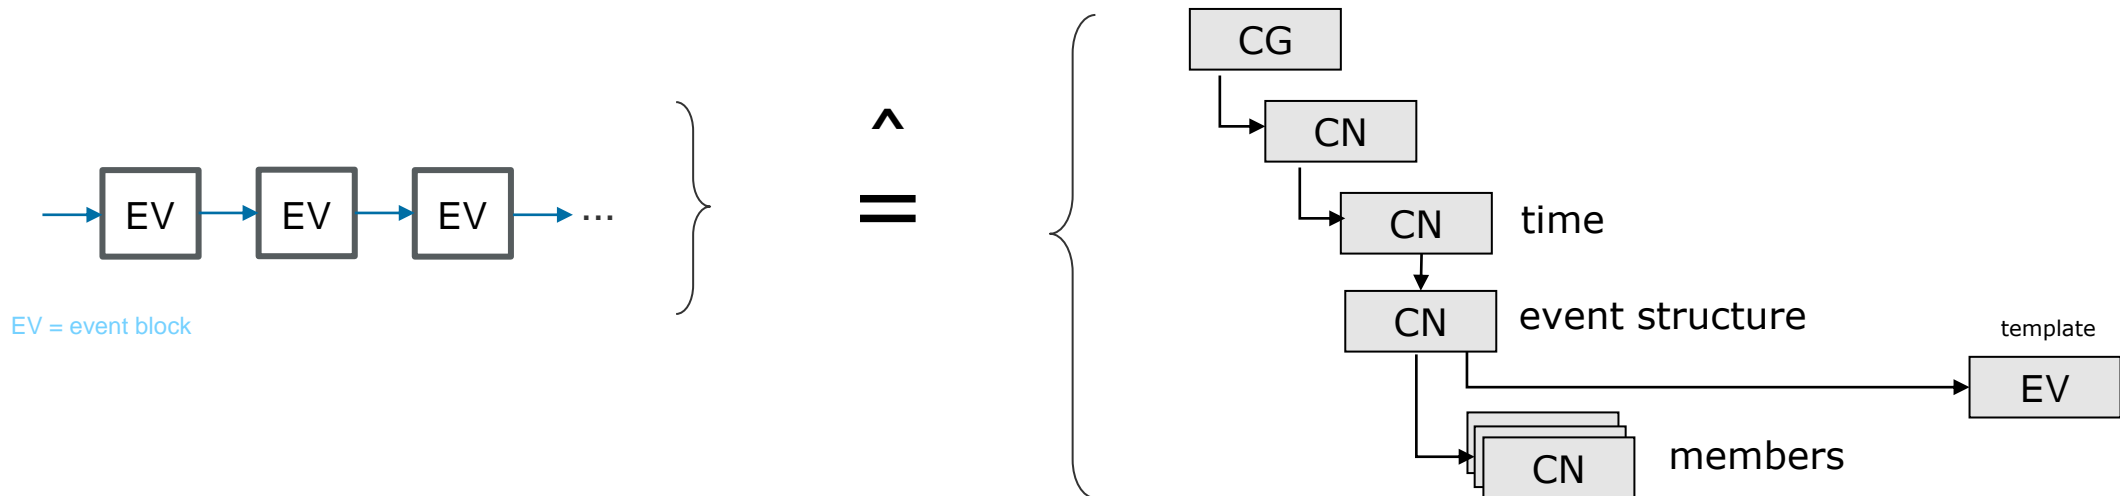 CG
CN
^
=
EV EV EV ...
CN time
EV = event block
CN event structure
template
EV
CN members